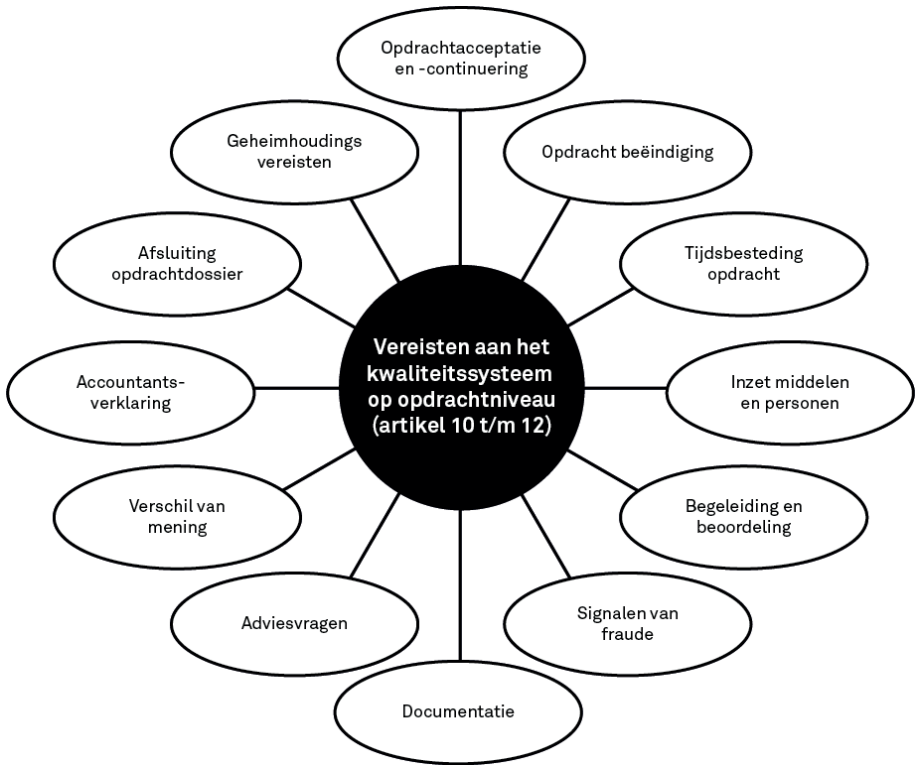 Opdrachtacceptatie
en -continuering
Geheimhoudings
vereisten
Opdracht beëindiging
Afsluiting
opdrachtdossier
Tijdsbesteding
opdracht
Vereisten aan het
kwaliteitssysteem
op opdrachtniveau
(artikel 10 t/m 12)
Accountants-
verklaring
Inzet middelen
en personen
Verschil van
mening
Begeleiding en
beoordeling
Adviesvragen
Signalen van
fraude
Documentatie